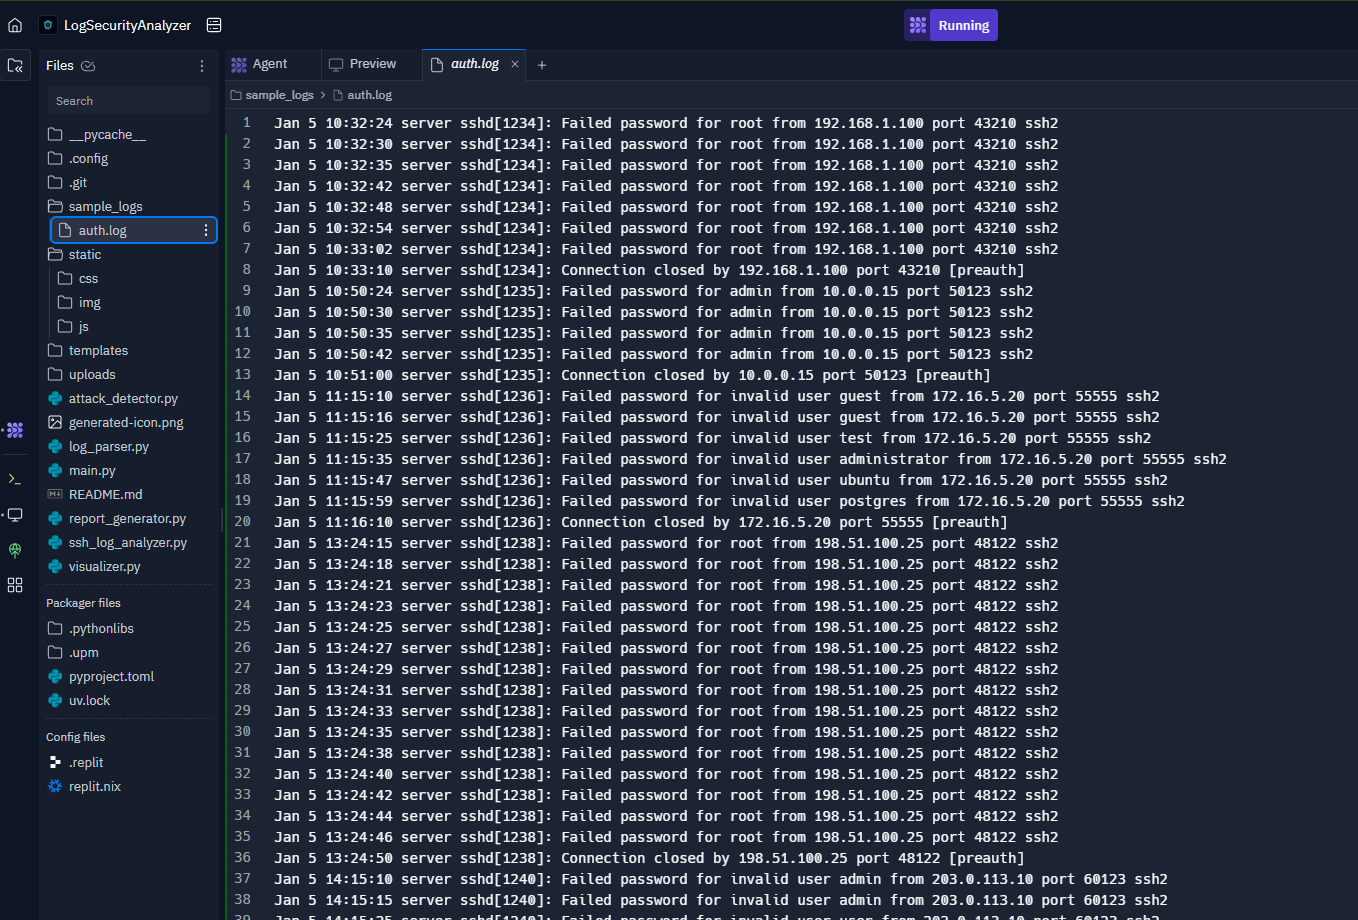 LogSecurityAnalyzer
Running
Files
Search
__pycache__
.config
.git
sample_logs
auth.log
static
css
img
js
templates
uploads
attack_detector.py
generated-icon.png
log_parser.py
main.py
README.md
report_generator.py
ssh_log_analyzer.py
visualizer.py
Packager files
.pythonlibs
.upm
pyproject.toml
uv.lock
Config files
.replit
replit.nix
Agent
Preview
auth.log
sample_logs > auth.log
1 Jan 5 10:32:24 server sshd[1234]: Failed password for root from 192.168.1.100 port 43210 ssh2
2 Jan 5 10:32:30 server sshd[1234]: Failed password for root from 192.168.1.100 port 43210 ssh2
3 Jan 5 10:32:35 server sshd[1234]: Failed password for root from 192.168.1.100 port 43210 ssh2
4 Jan 5 10:32:42 server sshd[1234]: Failed password for root from 192.168.1.100 port 43210 ssh2
5 Jan 5 10:32:48 server sshd[1234]: Failed password for root from 192.168.1.100 port 43210 ssh2
6 Jan 5 10:32:54 server sshd[1234]: Failed password for root from 192.168.1.100 port 43210 ssh2
7 Jan 5 10:33:02 server sshd[1234]: Failed password for root from 192.168.1.100 port 43210 ssh2
8 Jan 5 10:33:10 server sshd[1234]: Connection closed by 192.168.1.100 port 43210 [preauth]
9 Jan 5 10:50:24 server sshd[1235]: Failed password for admin from 10.0.0.15 port 50123 ssh2
10 Jan 5 10:50:30 server sshd[1235]: Failed password for admin from 10.0.0.15 port 50123 ssh2
11 Jan 5 10:50:35 server sshd[1235]: Failed password for admin from 10.0.0.15 port 50123 ssh2
12 Jan 5 10:50:42 server sshd[1235]: Failed password for admin from 10.0.0.15 port 50123 ssh2
13 Jan 5 10:51:00 server sshd[1235]: Connection closed by 10.0.0.15 port 50123 [preauth]
14 Jan 5 11:15:10 server sshd[1236]: Failed password for invalid user guest from 172.16.5.20 port 55555 ssh2
15 Jan 5 11:15:16 server sshd[1236]: Failed password for invalid user guest from 172.16.5.20 port 55555 ssh2
16 Jan 5 11:15:25 server sshd[1236]: Failed password for invalid user test from 172.16.5.20 port 55555 ssh2
17 Jan 5 11:15:35 server sshd[1236]: Failed password for invalid user administrator from 172.16.5.20 port 55555 ssh2
18 Jan 5 11:15:47 server sshd[1236]: Failed password for invalid user ubuntu from 172.16.5.20 port 55555 ssh2
19 Jan 5 11:15:59 server sshd[1236]: Failed password for invalid user postgres from 172.16.5.20 port 55555 ssh2
20 Jan 5 11:16:10 server sshd[1236]: Connection closed by 172.16.5.20 port 55555 [preauth]
21 Jan 5 13:24:15 server sshd[1238]: Failed password for root from 198.51.100.25 port 48122 ssh2
22 Jan 5 13:24:18 server sshd[1238]: Failed password for root from 198.51.100.25 port 48122 ssh2
23 Jan 5 13:24:21 server sshd[1238]: Failed password for root from 198.51.100.25 port 48122 ssh2
24 Jan 5 13:24:23 server sshd[1238]: Failed password for root from 198.51.100.25 port 48122 ssh2
25 Jan 5 13:24:25 server sshd[1238]: Failed password for root from 198.51.100.25 port 48122 ssh2
26 Jan 5 13:24:27 server sshd[1238]: Failed password for root from 198.51.100.25 port 48122 ssh2
27 Jan 5 13:24:29 server sshd[1238]: Failed password for root from 198.51.100.25 port 48122 ssh2
28 Jan 5 13:24:31 server sshd[1238]: Failed password for root from 198.51.100.25 port 48122 ssh2
29 Jan 5 13:24:33 server sshd[1238]: Failed password for root from 198.51.100.25 port 48122 ssh2
30 Jan 5 13:24:35 server sshd[1238]: Failed password for root from 198.51.100.25 port 48122 ssh2
31 Jan 5 13:24:38 server sshd[1238]: Failed password for root from 198.51.100.25 port 48122 ssh2
32 Jan 5 13:24:40 server sshd[1238]: Failed password for root from 198.51.100.25 port 48122 ssh2
33 Jan 5 13:24:42 server sshd[1238]: Failed password for root from 198.51.100.25 port 48122 ssh2
34 Jan 5 13:24:44 server sshd[1238]: Failed password for root from 198.51.100.25 port 48122 ssh2
35 Jan 5 13:24:46 server sshd[1238]: Failed password for root from 198.51.100.25 port 48122 ssh2
36 Jan 5 13:24:50 server sshd[1238]: Connection closed by 198.51.100.25 port 48122 [preauth]
37 Jan 5 14:15:10 server sshd[1240]: Failed password for invalid user admin from 203.0.113.10 port 60123 ssh2
38 Jan 5 14:15:15 server sshd[1240]: Failed password for invalid user admin from 203.0.113.10 port 60123 ssh2
39 Jan 5 14:15:25 server sshd[1240]: Failed password for invalid user user from 203.0.113.10 port 60123 ssh2